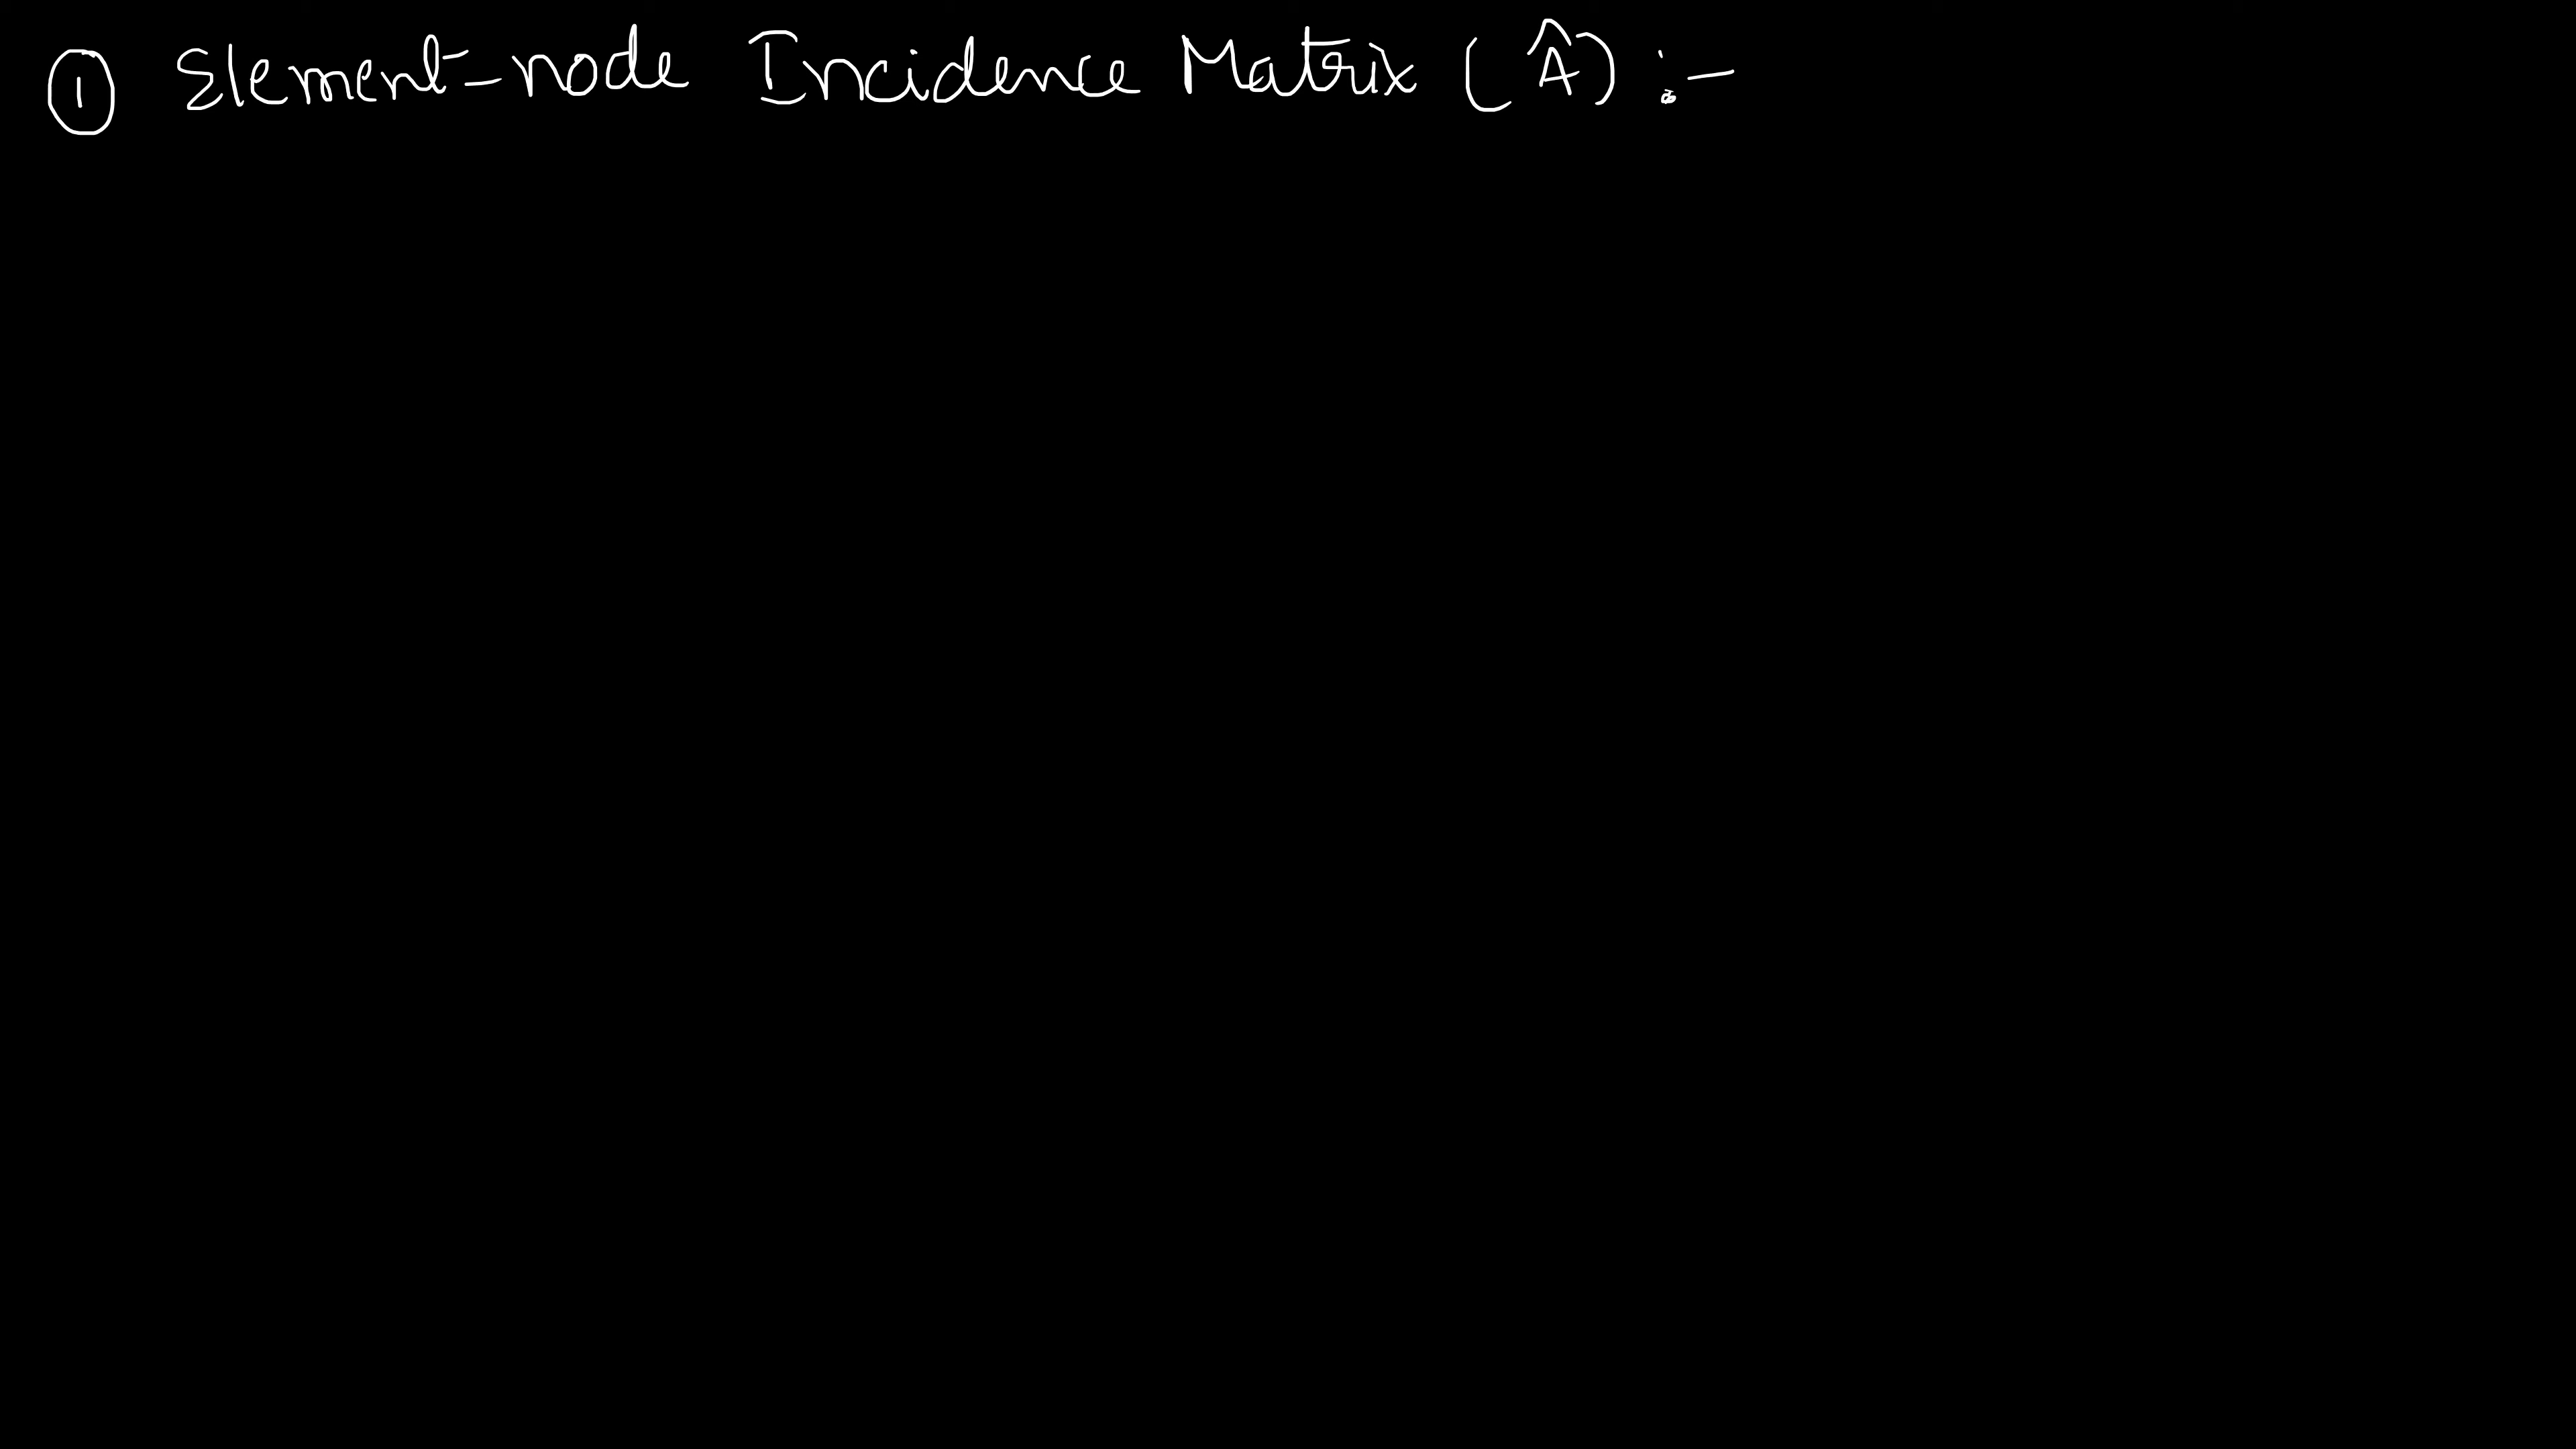 ① Element-node Incidence Matrix (Â) :-